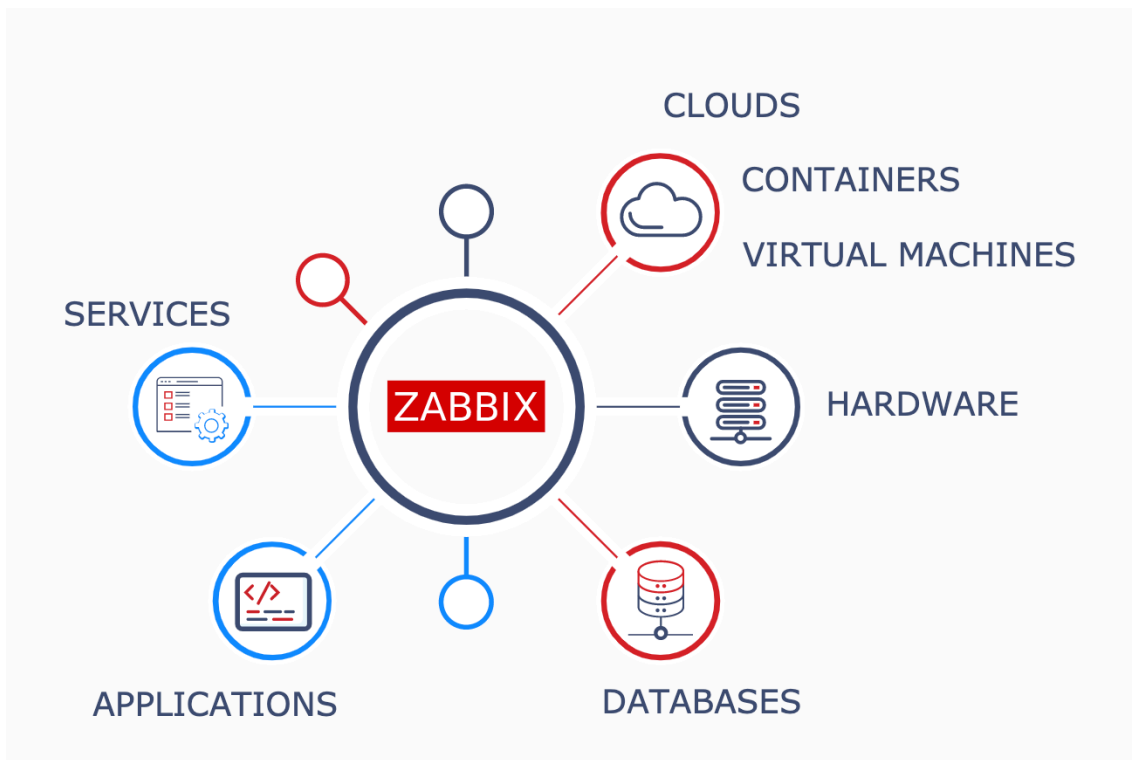 CLOUDS
CONTAINERS
VIRTUAL MACHINES
SERVICES
ZABBIX
HARDWARE
APPLICATIONS
DATABASES